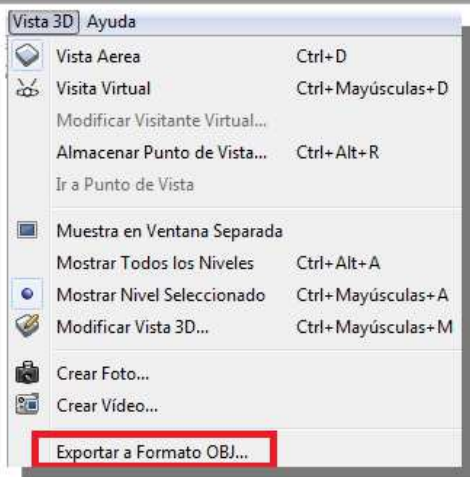 Vista 3D Ayuda
Vista Aerea Ctrl+D
Visita Virtual Ctrl+Mayúsculas+D
Modificar Visitante Virtual...
Almacenar Punto de Vista... Ctrl+Alt+R
Ir a Punto de Vista
Muestra en Ventana Separada
Mostrar Todos los Niveles Ctrl+Alt+A
Mostrar Nivel Seleccionado Ctrl+Mayúsculas+A
Modificar Vista 3D... Ctrl+Mayúsculas+M
Crear Foto...
Crear Vídeo...
Exportar a Formato OBJ...